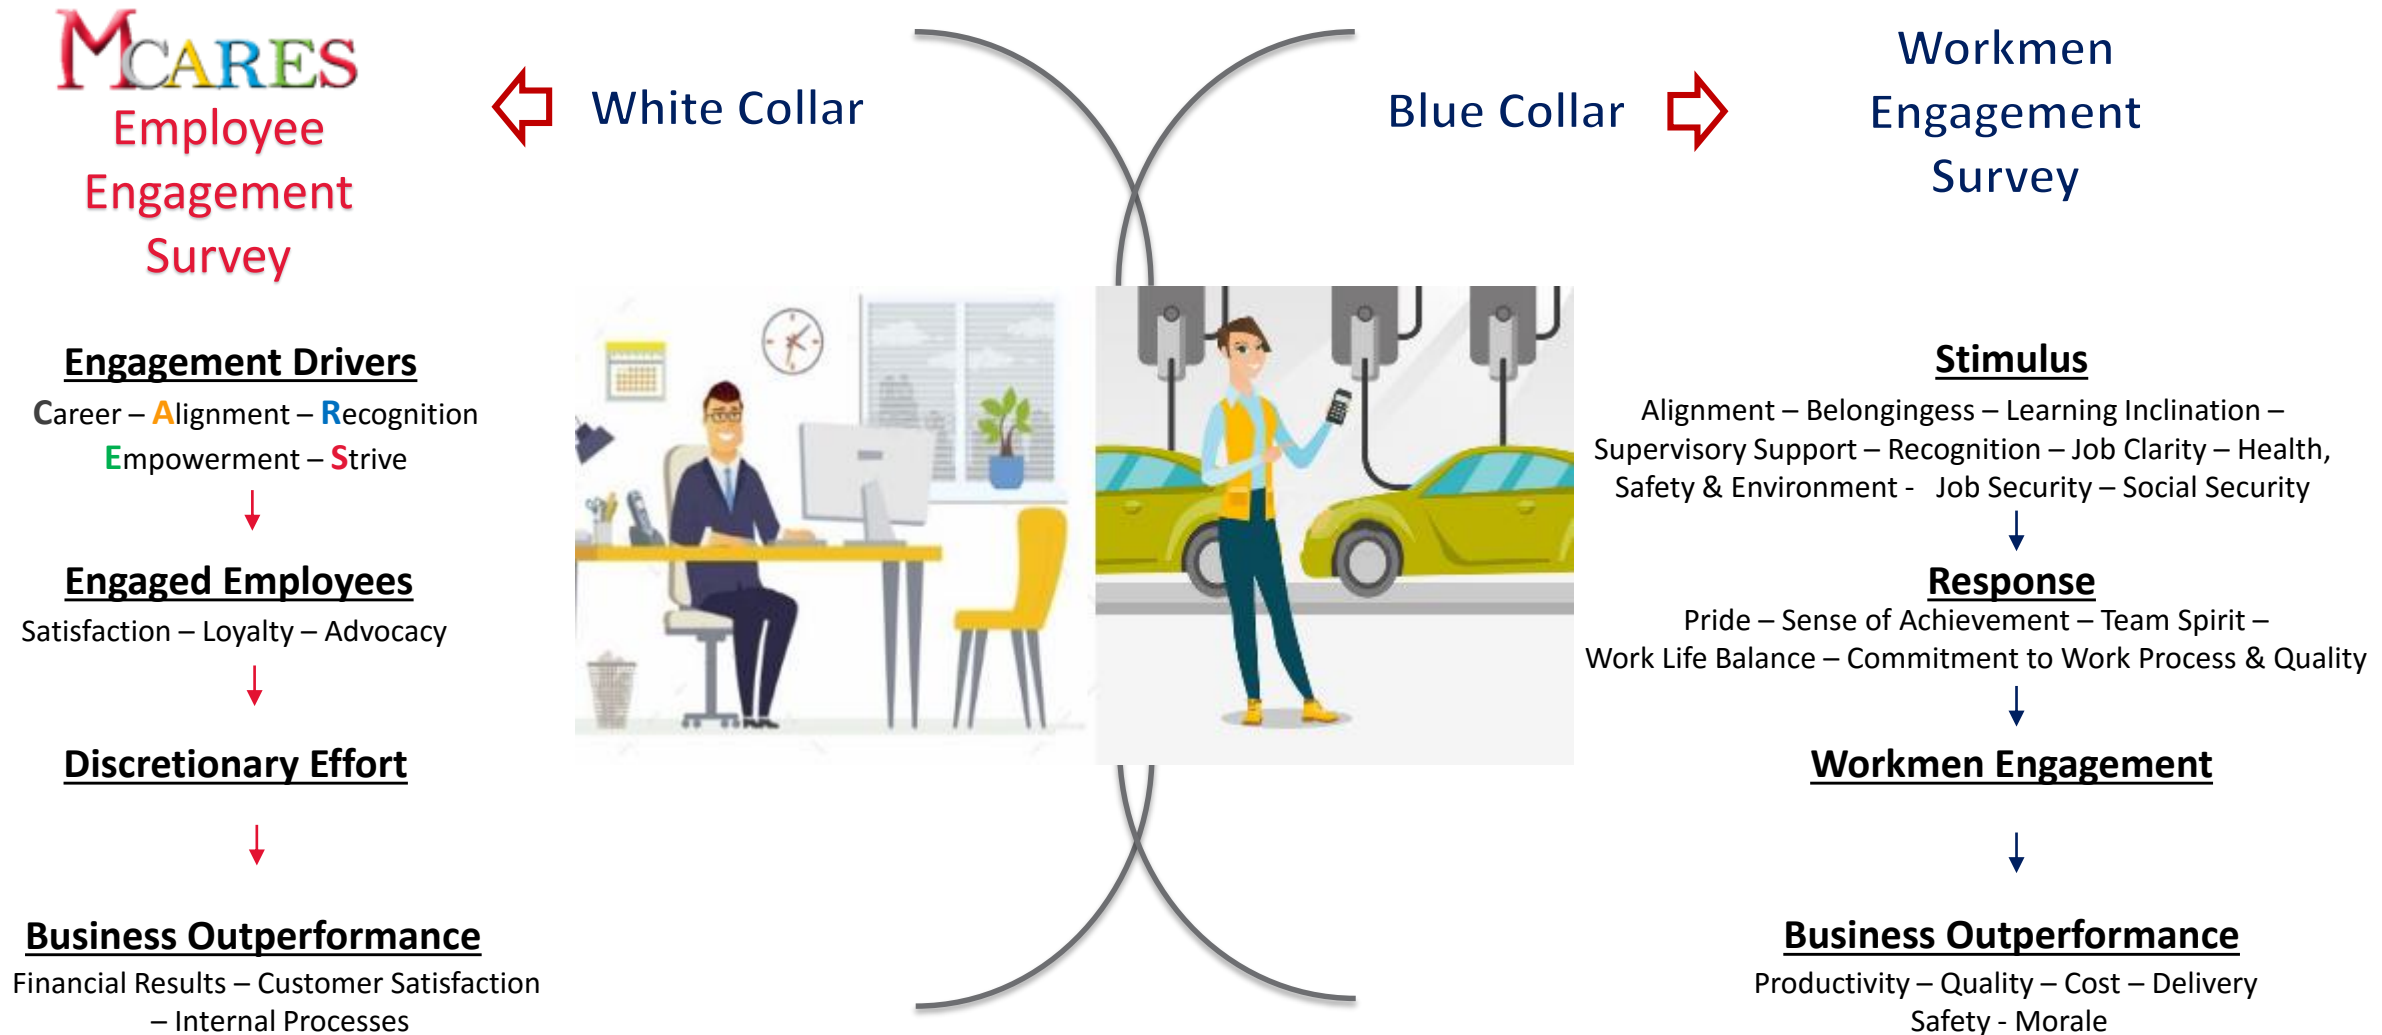 MCARES
Employee
Engagement
Survey
White Collar
Blue Collar
Workmen
Engagement
Survey
Engagement Drivers
Career – Alignment – Recognition
Empowerment – Strive
Engaged Employees
Satisfaction – Loyalty – Advocacy
Discretionary Effort
Business Outperformance
Financial Results – Customer Satisfaction
– Internal Processes
Stimulus
Alignment – Belongingess – Learning Inclination –
Supervisory Support – Recognition – Job Clarity – Health,
Safety & Environment - Job Security – Social Security
Response
Pride – Sense of Achievement – Team Spirit –
Work Life Balance – Commitment to Work Process & Quality
Workmen Engagement
Business Outperformance
Productivity – Quality – Cost – Delivery
Safety - Morale